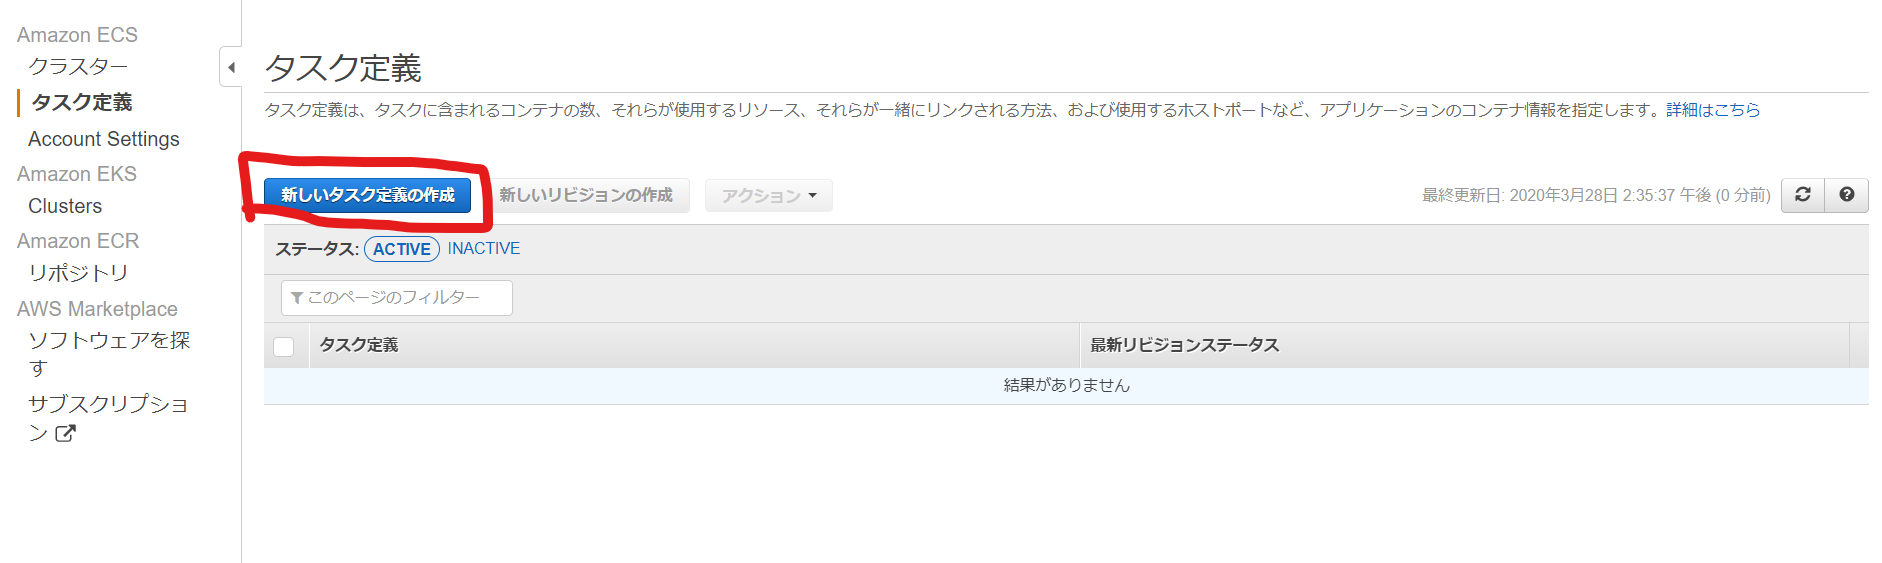 Amazon ECS
クラスター
タスク定義
Account Settings
Amazon EKS
Clusters
Amazon ECR
リポジトリ
AWS Marketplace
ソフトウェアを探
す
サブスクリプショ
ン
タスク定義
タスク定義は、タスクに含まれるコンテナの数、それらが使用するリソース、それらが一緒にリンクされる方法、および使用するホストポートなど、アプリケーションのコンテナ情報を指定します。詳細はこちら
新しいタスク定義の作成 新しいリビジョンの作成 アクション 最終更新日: 2020年3月28日 2:35:37 午後 (0 分前)
ステータス: ACTIVE INACTIVE
このページのフィルター
タスク定義 最新リビジョンステータス
結果がありません